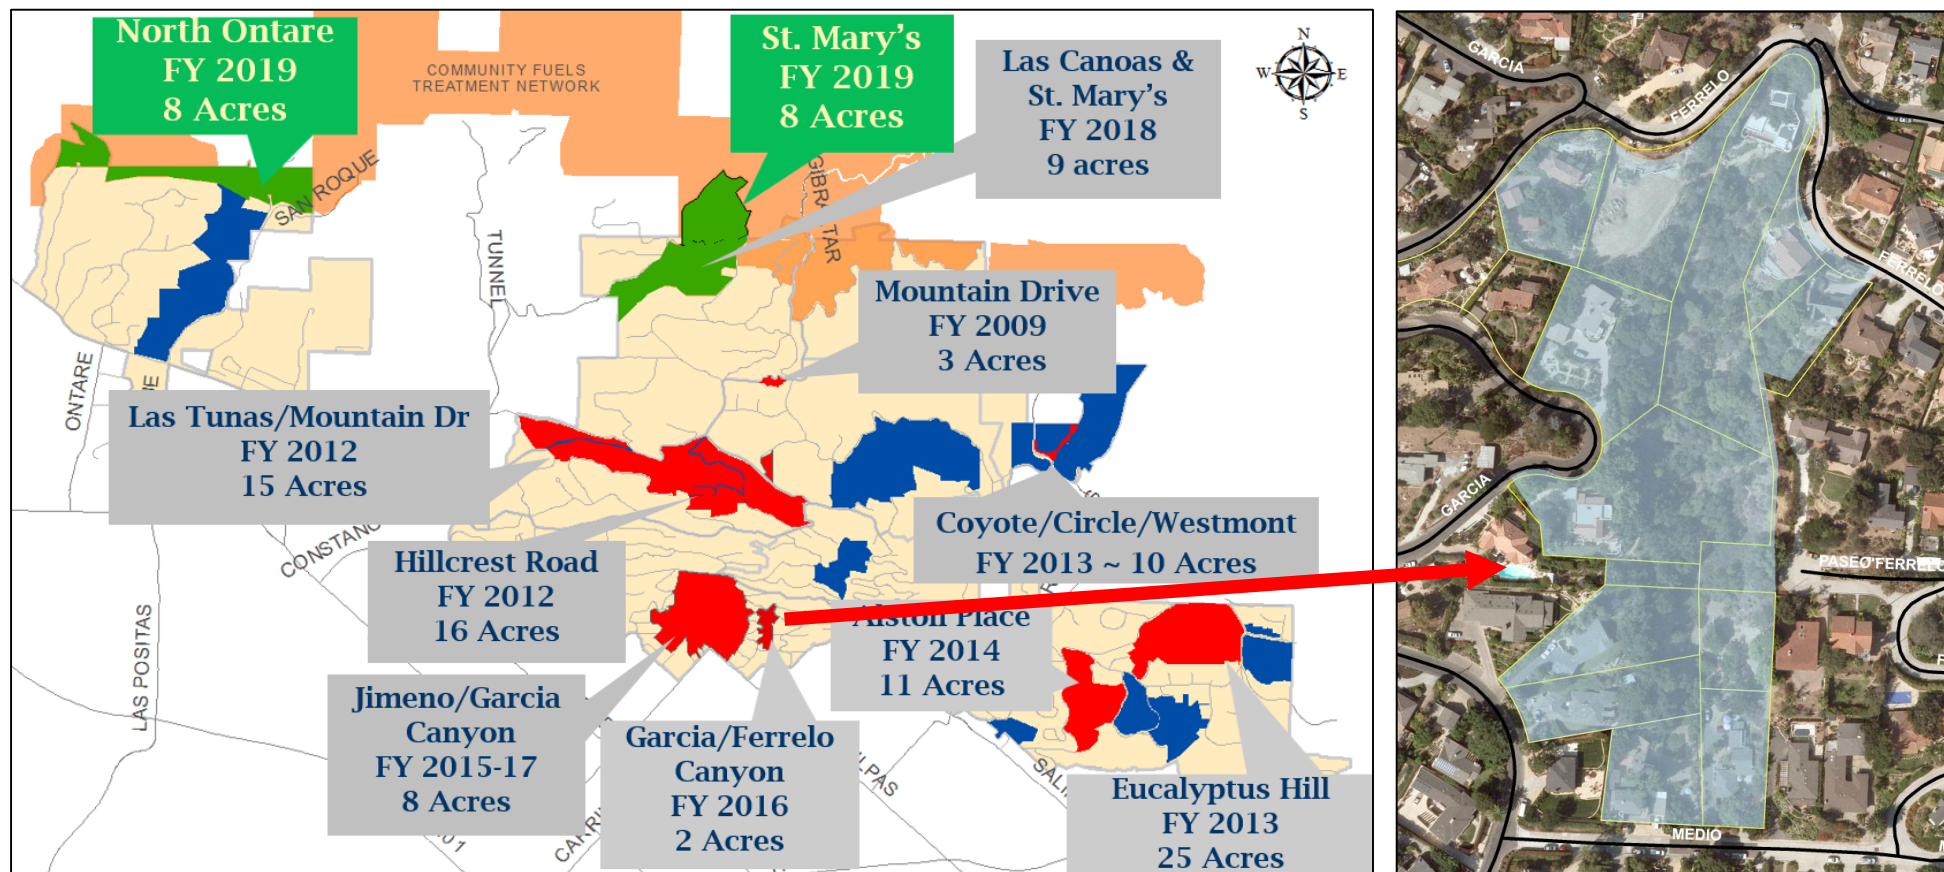 North Ontare
FY 2019
8 Acres
COMMUNITY FUELS
TREATMENT NETWORK
St. Mary's
FY 2019
8 Acres
Las Canoas &
St. Mary's
FY 2018
9 acres
N
W E
S
SAN ROQUE
TUNNEL
GIBRALTAR
Mountain Drive
FY 2009
3 Acres
ONTARE
Las Tunas/Mountain Dr
FY 2012
15 Acres
Hillcrest Road
FY 2012
16 Acres
Coyote/Circle/Westmont
FY 2013 ~ 10 Acres
Alston Place
FY 2014
11 Acres
LAS POSITAS
Jimeno/Garcia
Canyon
FY 2015-17
8 Acres
Garcia/Ferrelo
Canyon
FY 2016
2 Acres
Eucalyptus Hill
FY 2013
25 Acres
GARCIA
FERRELO
FERRELO
GARCIA
PASEO FERRELO
MEDIO